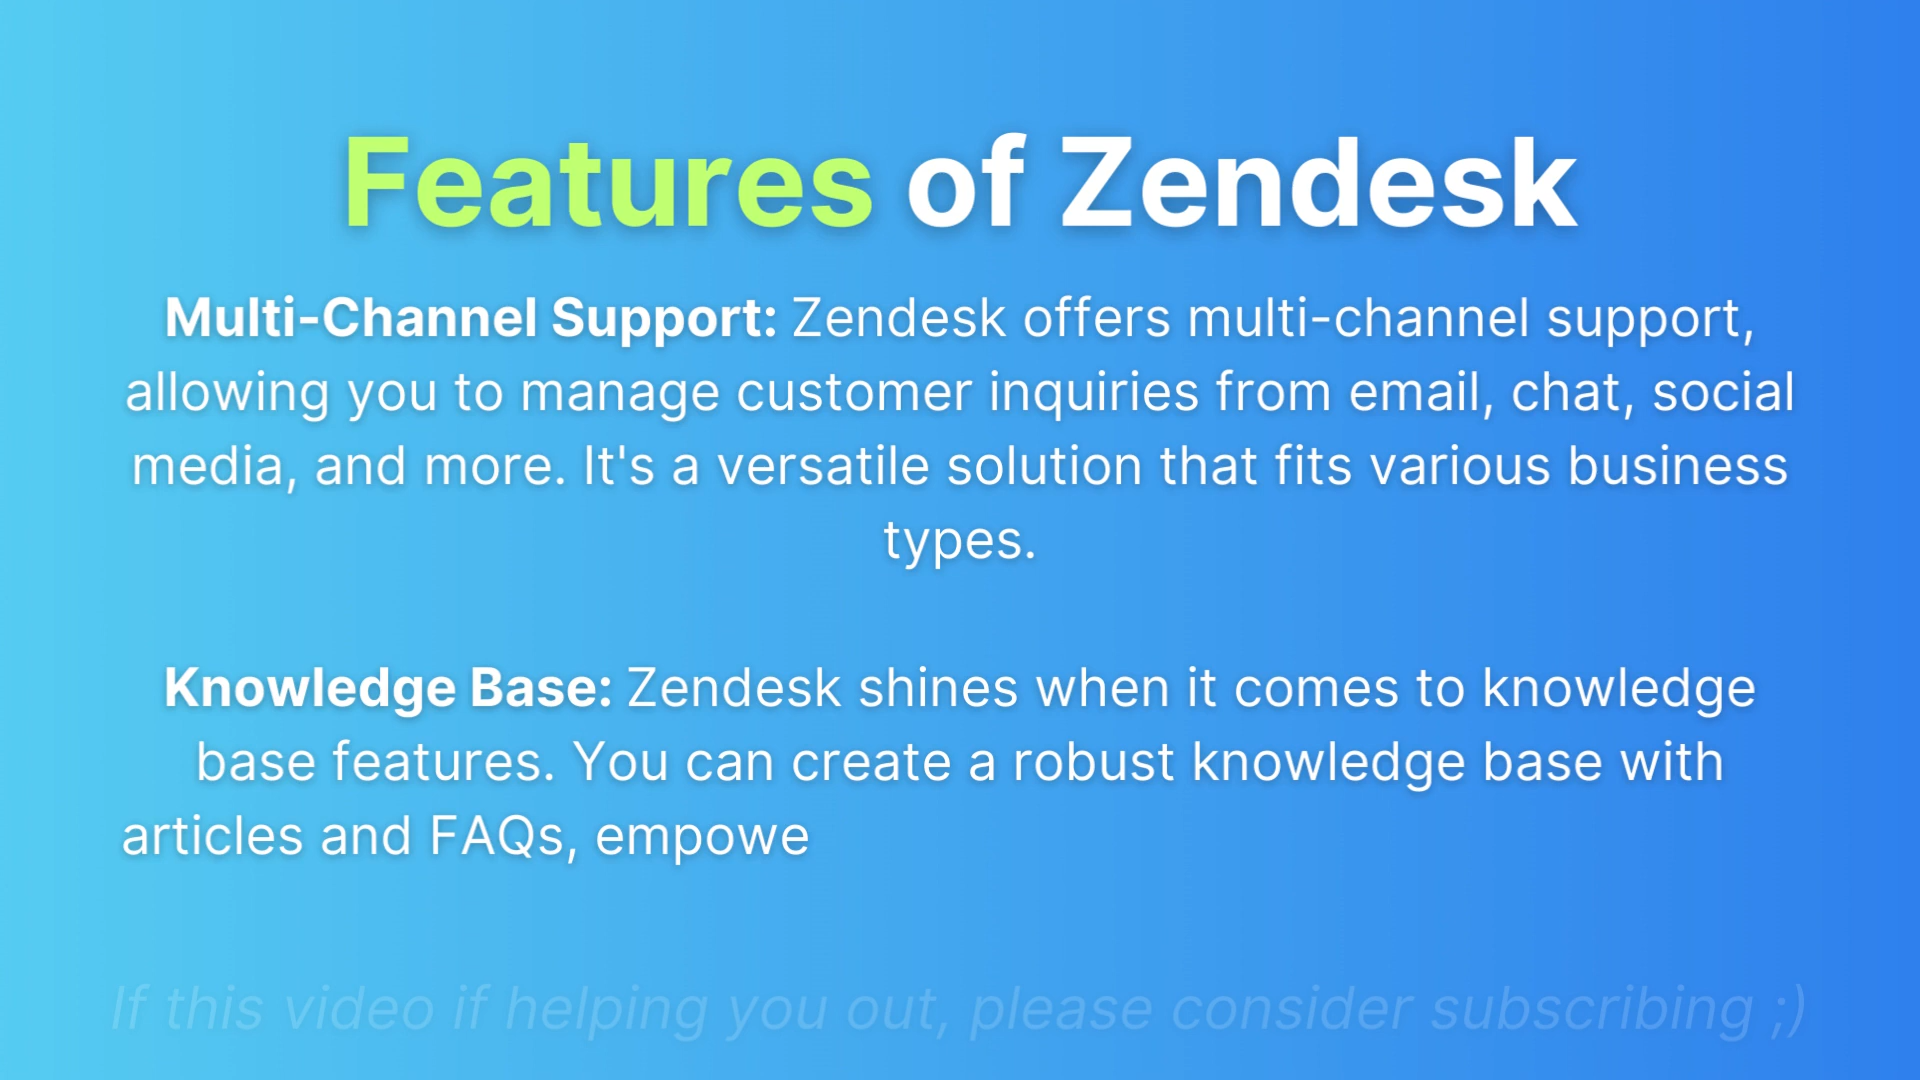 Features of Zendesk
Multi-Channel Support: Zendesk offers multi-channel support,
allowing you to manage customer inquiries from email, chat, social
media, and more. It's a versatile solution that fits various business
types.
Knowledge Base: Zendesk shines when it comes to knowledge
base features. You can create a robust knowledge base with
articles and FAQs, empowe
If this video if helping you out, please consider subscribing ;)